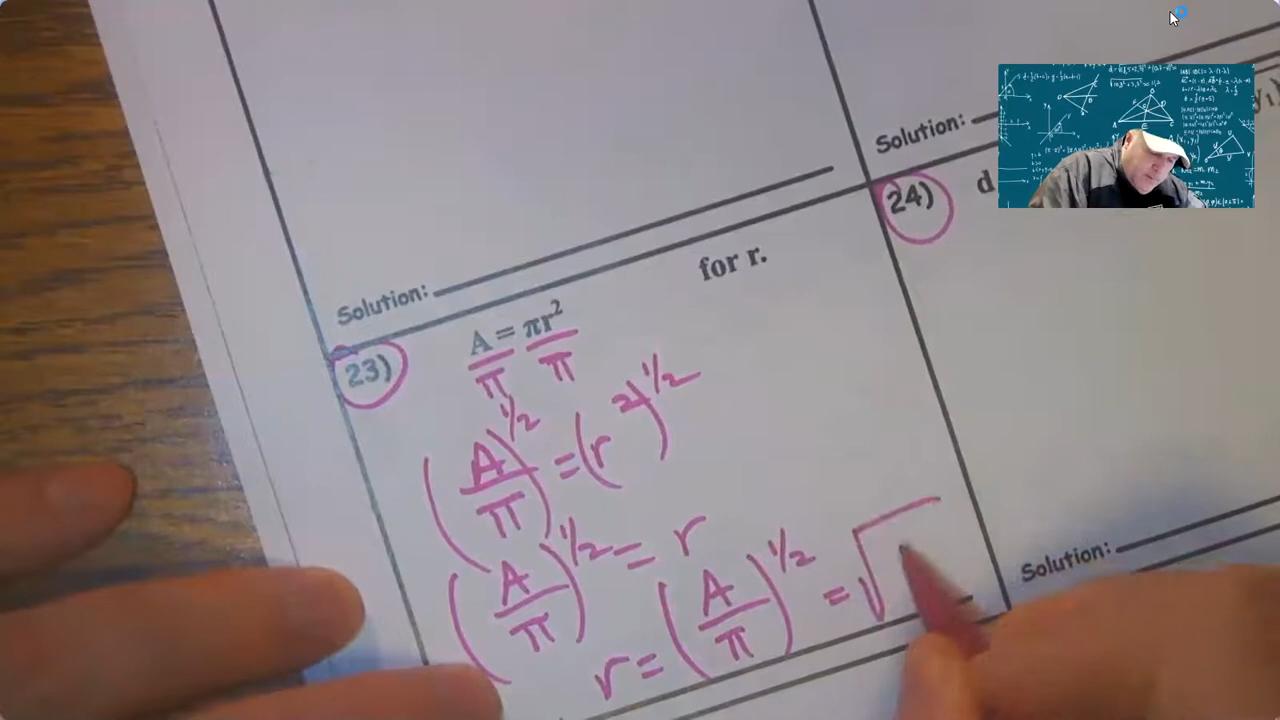 Solution:
Solution:
24) d
for r.
23) A = πr²
π π
(A/π)^1/2 = (r²)^1/2
(A/π)^1/2 = r
r = (A/π)^1/2 = √
Solution: